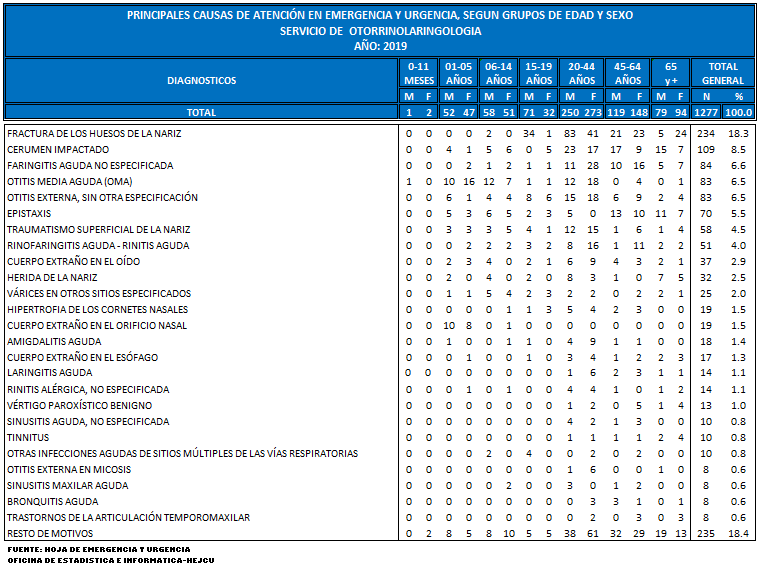 PRINCIPALES CAUSAS DE ATENCIÓN EN EMERGENCIA Y URGENCIA, SEGUN GRUPOS DE EDAD Y SEXO
SERVICIO DE OTORRINOLARINGOLOGIA
AÑO: 2019
DIAGNOSTICOS 0-11 MESES 01-05 AÑOS 06-14 AÑOS 15-19 AÑOS 20-44 AÑOS 45-64 AÑOS 65 y + TOTAL GENERAL
M F M F M F M F M F M F M F N %
TOTAL 1 2 52 47 58 51 71 32 250 273 119 148 79 94 1277 100.0
FRACTURA DE LOS HUESOS DE LA NARIZ 0 0 0 0 2 0 34 1 83 41 21 23 5 24 234 18.3
CERUMEN IMPACTADO 0 0 4 1 5 6 0 5 23 17 17 9 15 7 109 8.5
FARINGITIS AGUDA NO ESPECIFICADA 0 0 0 2 1 2 1 1 11 28 10 16 5 7 84 6.6
OTITIS MEDIA AGUDA (OMA) 1 0 10 16 12 7 1 1 12 18 0 4 0 1 83 6.5
OTITIS EXTERNA, SIN OTRA ESPECIFICACIÓN 0 0 6 1 4 4 8 6 15 18 6 9 2 4 83 6.5
EPISTAXIS 0 0 5 3 6 5 2 3 5 0 13 10 11 7 70 5.5
TRAUMATISMO SUPERFICIAL DE LA NARIZ 0 0 3 3 3 5 4 1 12 15 1 6 1 4 58 4.5
RINOFARINGITIS AGUDA - RINITIS AGUDA 0 0 0 2 2 2 3 2 8 16 1 11 2 2 51 4.0
CUERPO EXTRAÑO EN EL OÍDO 0 0 2 3 4 0 2 1 6 9 4 3 2 1 37 2.9
HERIDA DE LA NARIZ 0 0 2 0 4 0 2 0 8 3 1 0 7 5 32 2.5
VÁRICES EN OTROS SITIOS ESPECIFICADOS 0 0 1 1 5 4 2 3 2 2 0 2 2 1 25 2.0
HIPERTROFIA DE LOS CORNETES NASALES 0 0 0 0 0 1 1 3 5 4 2 3 0 0 19 1.5
CUERPO EXTRAÑO EN EL ORIFICIO NASAL 0 0 10 8 0 1 0 0 0 0 0 0 0 0 19 1.5
AMIGDALITIS AGUDA 0 0 1 0 0 1 1 0 4 9 1 1 0 0 18 1.4
CUERPO EXTRAÑO EN EL ESÓFAGO 0 0 0 1 0 0 1 0 3 4 1 2 2 3 17 1.3
LARINGITIS AGUDA 0 0 0 0 0 0 0 0 1 6 2 3 1 1 14 1.1
RINITIS ALÉRGICA, NO ESPECIFICADA 0 0 0 1 0 1 0 0 4 4 1 0 1 2 14 1.1
VÉRTIGO PAROXÍSTICO BENIGNO 0 0 0 0 0 0 0 0 1 2 0 5 1 4 13 1.0
SINUSITIS AGUDA, NO ESPECIFICADA 0 0 0 0 0 0 0 0 4 2 1 3 0 0 10 0.8
TINNITUS 0 0 0 0 0 0 0 0 1 1 1 1 2 4 10 0.8
OTRAS INFECCIONES AGUDAS DE SITIOS MÚLTIPLES DE LAS VÍAS RESPIRATORIAS 0 0 0 0 2 0 4 0 0 2 0 2 0 0 10 0.8
OTITIS EXTERNA EN MICOSIS 0 0 0 0 0 0 0 0 1 6 0 0 0 1 8 0.6
SINUSITIS MAXILAR AGUDA 0 0 0 0 0 2 0 0 3 0 1 2 0 0 8 0.6
BRONQUITIS AGUDA 0 0 0 0 0 0 0 0 0 3 3 1 0 1 8 0.6
TRASTORNOS DE LA ARTICULACIÓN TEMPOROMAXILAR 0 0 0 0 0 0 0 0 0 2 0 3 0 3 8 0.6
RESTO DE MOTIVOS 0 2 8 5 8 10 5 5 38 61 32 29 19 13 235 18.4
FUENTE: HOJA DE EMERGENCIA Y URGENCIA
OFICINA DE ESTADISTICA E INFORMATICA-HEJCU